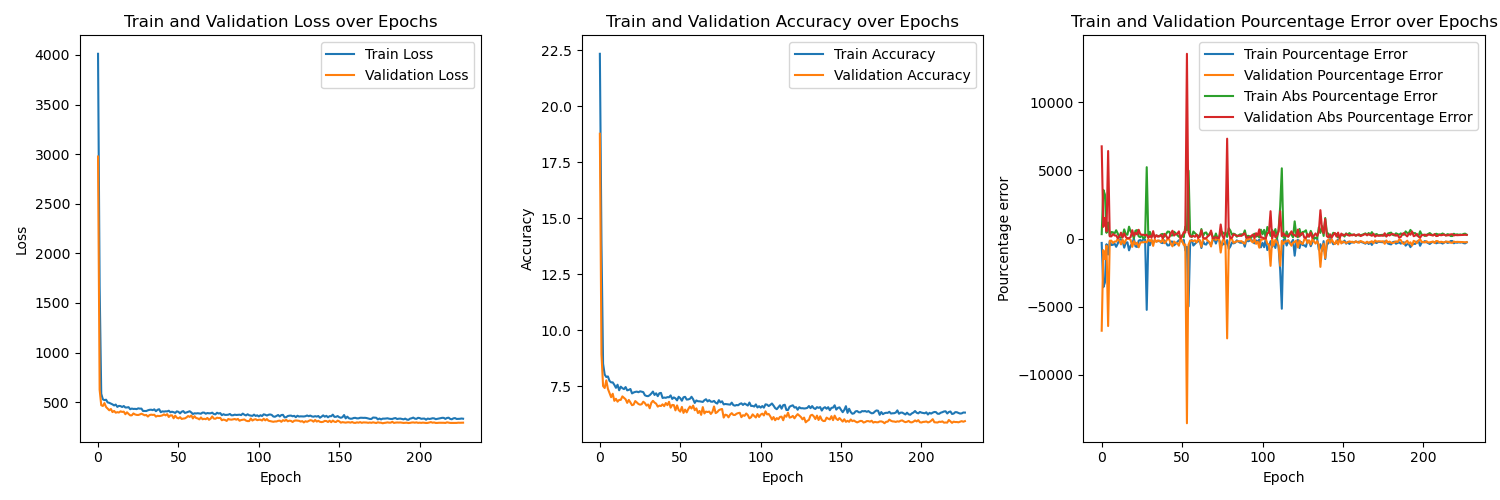 Train and Validation Loss over Epochs
Train Loss
Validation Loss
Loss
4000
3500
3000
2500
2000
1500
1000
500
0
50
100
150
200
Epoch
Train and Validation Accuracy over Epochs
Train Accuracy
Validation Accuracy
Accuracy
22.5
20.0
17.5
15.0
12.5
10.0
7.5
0
50
100
150
200
Epoch
Train and Validation Pourcentage Error over Epochs
Train Pourcentage Error
Validation Pourcentage Error
Train Abs Pourcentage Error
Validation Abs Pourcentage Error
Pourcentage error
10000
5000
0
−5000
−10000
0
50
100
150
200
Epoch